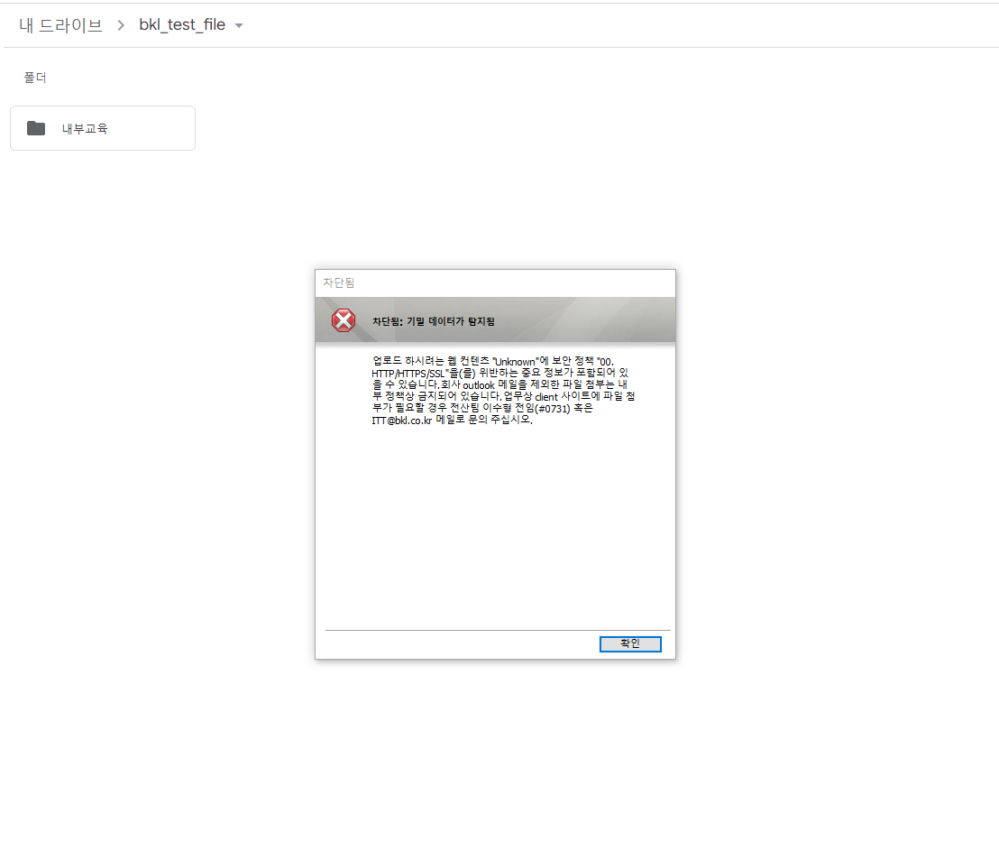 내 드라이브 > bkl_test_file
폴더
내부교육
차단됨
차단됨: 기밀 데이터가 탐지됨
업로드 하시려는 웹 컨텐츠 "Unknown"에 보안 정책 "00.
HTTP/HTTPS/SSL"을(를) 위반하는 중요 정보가 포함되어 있
을 수 있습니다.회사 outlook 메일을 제외한 파일 첨부는 내
부 정책상 금지되어 있습니다.업무상 client 사이트에 파일 첨
부가 필요할 경우 전산팀 이수형 전임(#0731) 혹은
ITT@bkl.co.kr 메일로 문의 주십시오.
확인